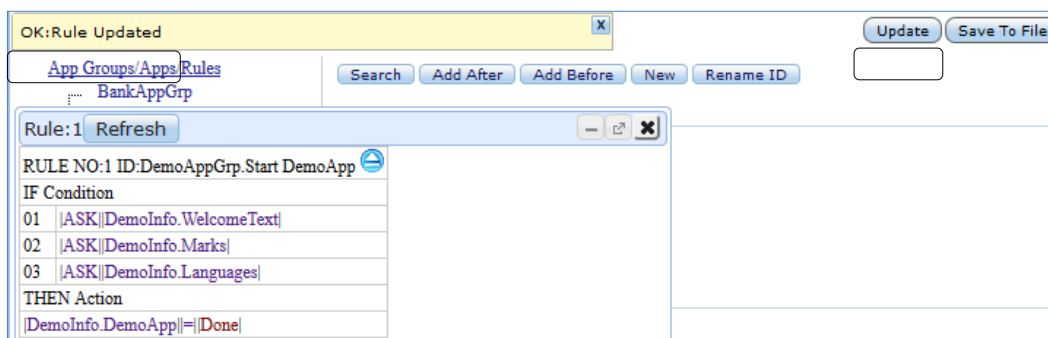 OK:Rule Updated
x
Update Save To File
App Groups/Apps/Rules
Search Add After Add Before New Rename ID
BankAppGrp
Rule:1 Refresh
RULE NO:1 ID:DemoAppGrp.Start DemoApp
IF Condition
01 |ASK||DemoInfo.WelcomeText|
02 |ASK||DemoInfo.Marks|
03 |ASK||DemoInfo.Languages|
THEN Action
|DemoInfo.DemoApp||=||Done|